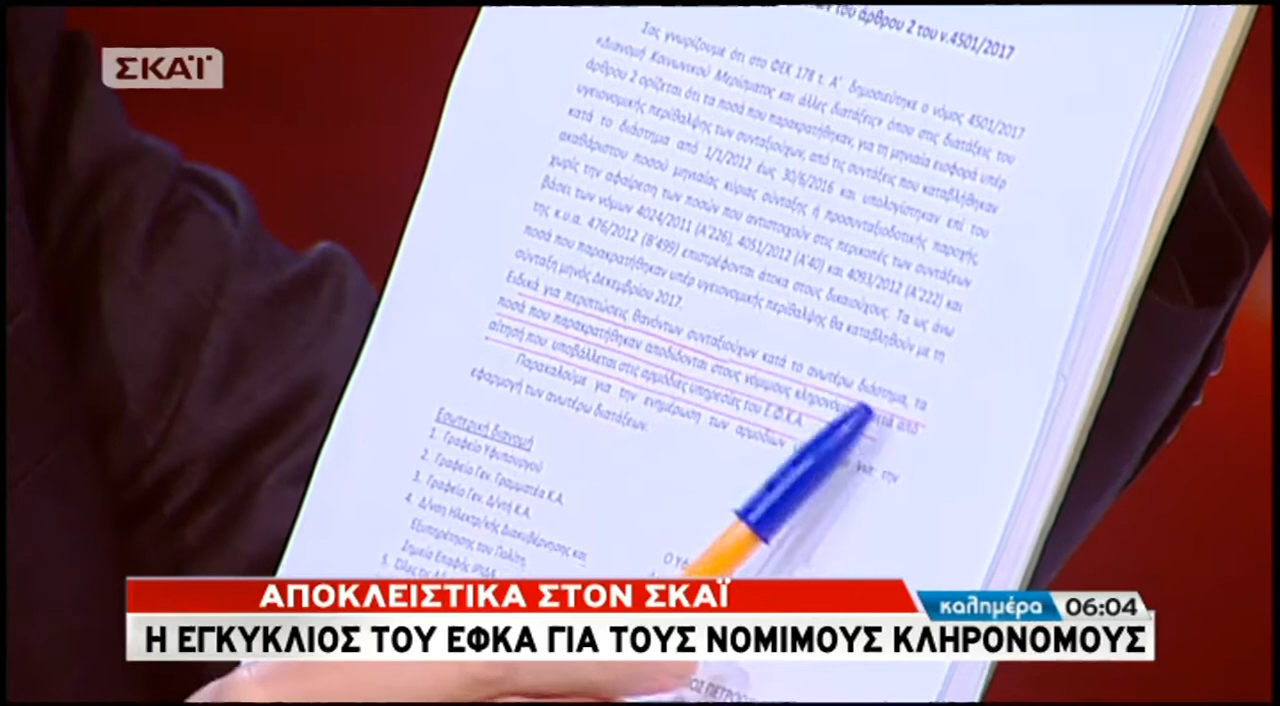 ΣΚΑΪ
του άρθρου 2 του ν.4501/2017
Σας γνωρίζουμε ότι στο ΦΕΚ 178 τ. Α΄ δημοσιεύτηκε ο νόμος 4501/2017
«Διανομή Κοινωνικού Μερίσματος και άλλες διατάξεις» όπου στις διατάξεις του
άρθρου 2 ορίζεται ότι τα ποσά που παρακρατήθηκαν, για τη μηνιαία εισφορά υπέρ
υγειονομικής περίθαλψης των συνταξιούχων, από τις συντάξεις που καταβλήθηκαν
κατά το διάστημα από 1/1/2012 έως 30/6/2016 και υπολογίστηκαν επί του
ακαθάριστου ποσού μηνιαίας κύριας σύνταξης ή προσυνταξιοδοτικής παροχής,
χωρίς την αφαίρεση των ποσών που αντιστοιχούν στις περικοπές των συντάξεων
βάσει των νόμων 4024/2011 (Α'226), 4051/2012 (Α'40) και 4093/2012 (Α'222) και
της κ.υ.α. 476/2012 (Β'499) επιστρέφονται άτοκα στους δικαιούχους. Τα ως άνω
ποσά που παρακρατήθηκαν υπέρ υγειονομικής περίθαλψης θα καταβληθούν με τη
σύνταξη μηνός Δεκεμβρίου 2017.
Ειδικά για περιπτώσεις θανόντων συνταξιούχων κατά το ανωτέρω διάστημα, τα
ποσά που παρακρατήθηκαν αποδίδονται στους νόμιμους από
αίτησή που υποβάλλεται στις αρμόδιες υπηρεσίες του Ε.Φ.Κ.Α.
Παρακαλούμε για την ενημέρωση των αρμοδίων για την
εφαρμογή των ανωτέρω διατάξεων.
Εσωτερική διανομή
1. Γραφείο Υφυπουργού
2. Γραφείο Γεν. Γραμματέα Κ.Α.
3. Γραφείο Γεν. Δ/ντή Κ.Α.
4. Δ/νση Ηλεκτρ/κής Διακυβέρνησης και
Εξυπηρέτησης του Πολίτη
Σημείο Επαφής ΙΡΙΔΑ
5.
ΑΠΟΚΛΕΙΣΤΙΚΑ ΣΤΟΝ ΣΚΑΪ
καλημέρα 06:04
Η ΕΓΚΥΚΛΙΟΣ ΤΟΥ ΕΦΚΑ ΓΙΑ ΤΟΥΣ ΝΟΜΙΜΟΥΣ ΚΛΗΡΟΝΟΜΟΥΣ